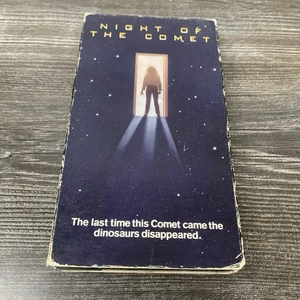 NIGHT OF
THE COMET
The last time this Comet came the
dinosaurs disappeared.